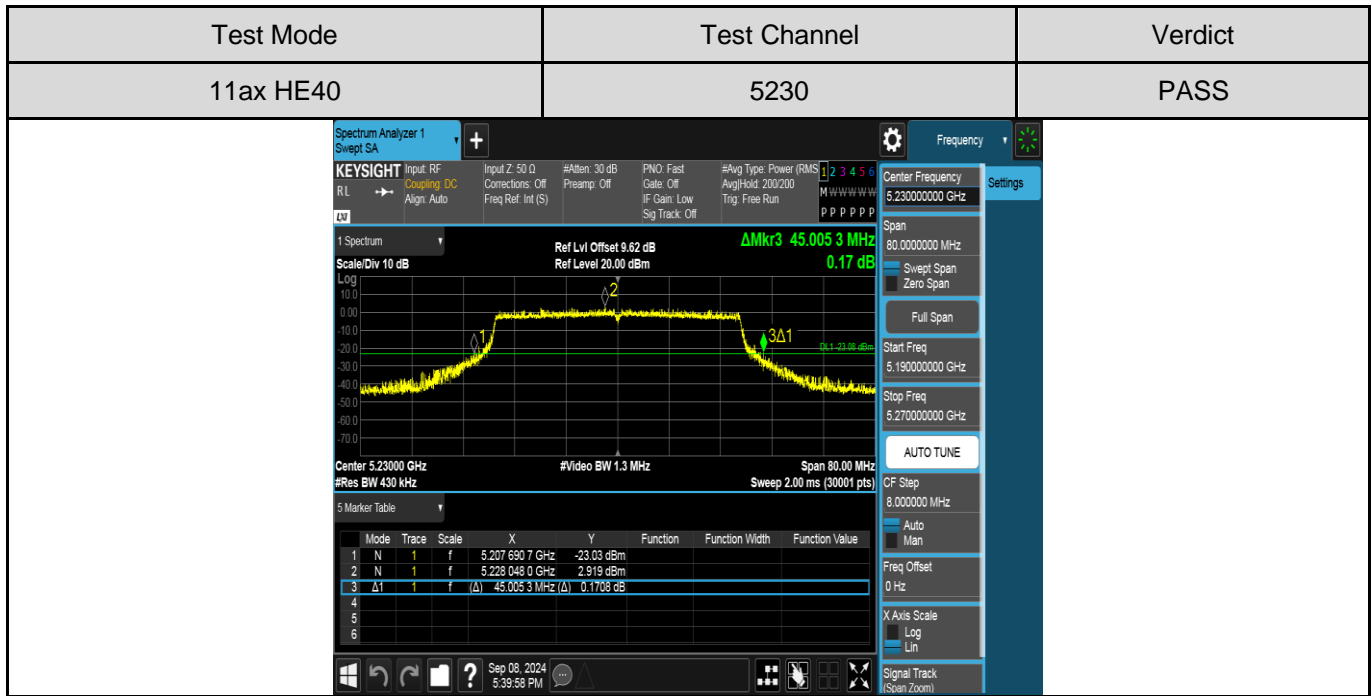 Test Mode Test Channel Verdict
11ax HE40 5230 PASS
Spectrum Analyzer 1
Swept SA
+
Frequency
KEYSIGHT Input: RF Input Z: 50 Ω #Atten: 30 dB PNO: Fast #Avg Type: Power (RMS 1 2 3 4 5 6
RL Coupling: DC Corrections: Off Preamp: Off Gate: Off Avg|Hold: 200/200 M W W W W W
Align: Auto Freq Ref: Int (S) IF Gain: Low Trig: Free Run
LXI Sig Track: Off P P P P P P
Center Frequency
5.230000000 GHz
Settings
Span
80.0000000 MHz
Swept Span
Zero Span
Full Span
Start Freq
5.190000000 GHz
Stop Freq
5.270000000 GHz
AUTO TUNE
CF Step
8.000000 MHz
Auto
Man
Freq Offset
0 Hz
X Axis Scale
Log
Lin
Signal Track
(Span Zoom)
1 Spectrum Ref Lvl Offset 9.62 dB ΔMkr3 45.005 3 MHz
Scale/Div 10 dB Ref Level 20.00 dBm 0.17 dB
Log
10.0
0.00
-10.0
-20.0
-30.0
-40.0
-50.0
-60.0
-70.0
2
1
3Δ1
DL1 -23.08 dBm
Center 5.23000 GHz #Video BW 1.3 MHz Span 80.00 MHz
#Res BW 430 kHz Sweep 2.00 ms (30001 pts)
5 Marker Table
Mode Trace Scale X Y Function Function Width Function Value
1 N 1 f 5.207 690 7 GHz -23.03 dBm
2 N 1 f 5.228 048 0 GHz 2.919 dBm
3 Δ1 1 f (Δ) 45.005 3 MHz (Δ) 0.1708 dB
4
5
6
? Sep 08, 2024
5:39:58 PM